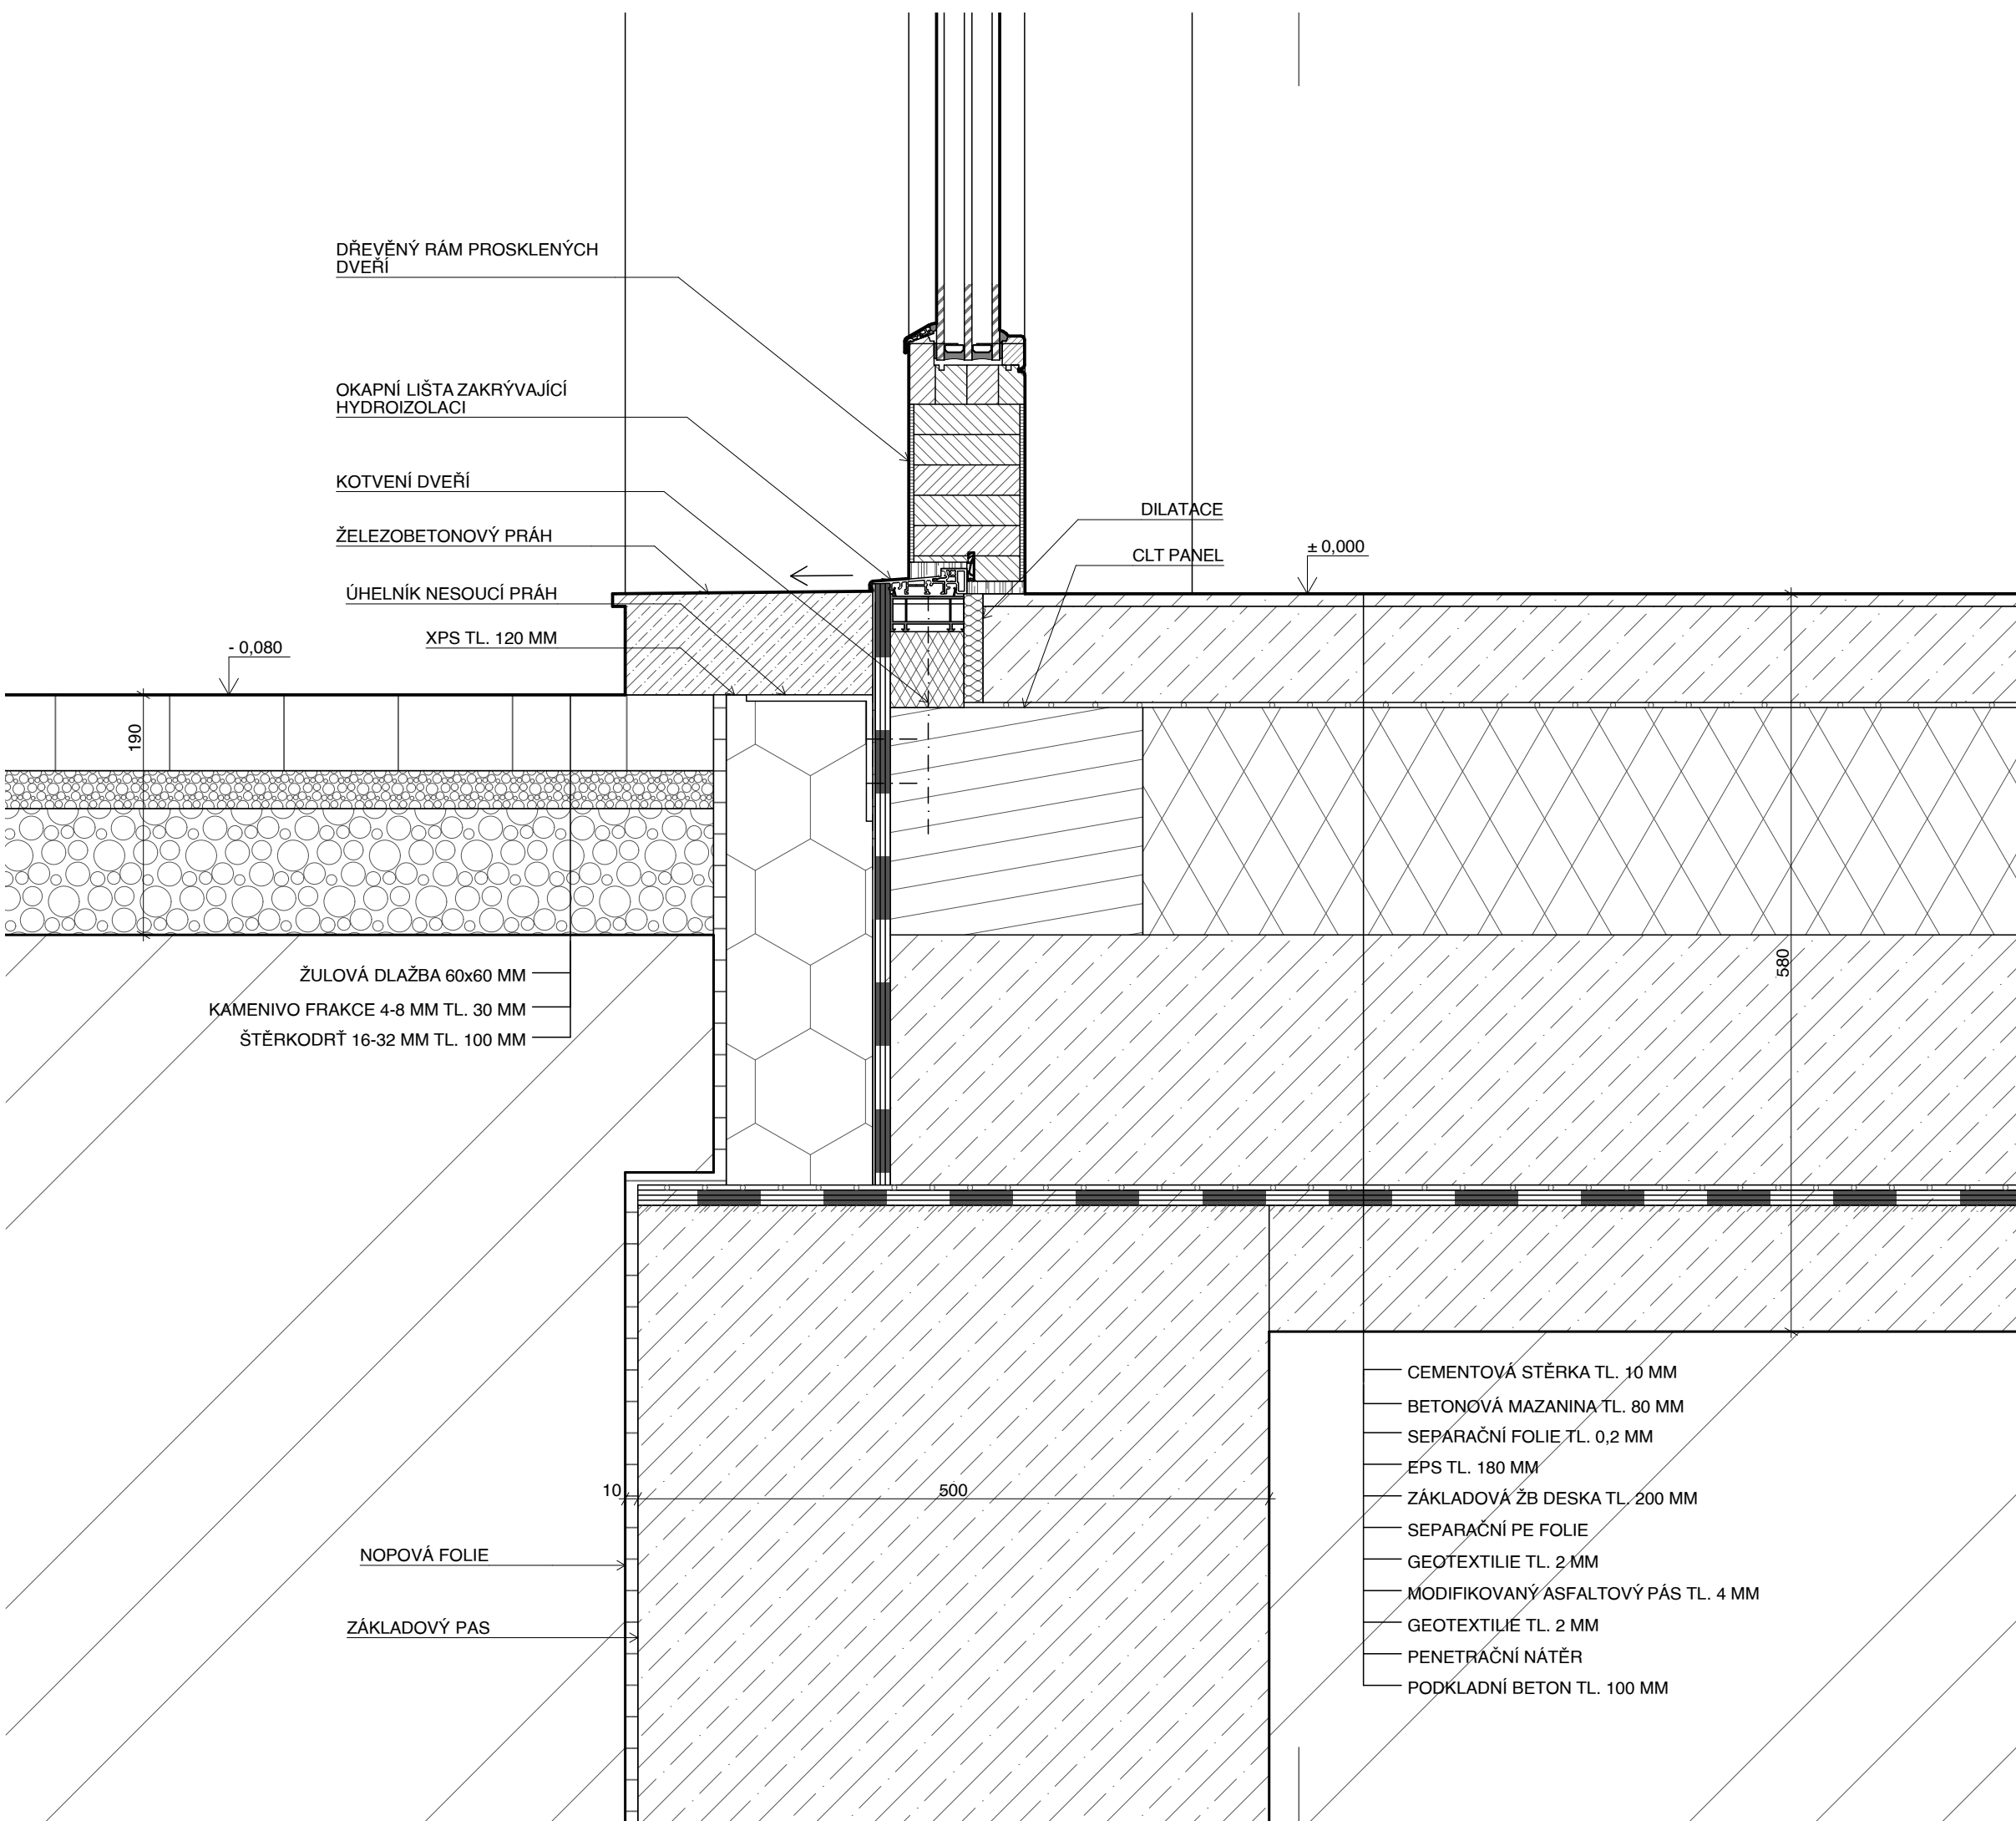 DŘEVĚNÝ RÁM PROSKLENÝCH
DVEŘÍ
OKAPNÍ LIŠTA ZAKRÝVAJÍCÍ
HYDROIZOLACI
KOTVENÍ DVEŘÍ
ŽELEZOBETONOVÝ PRÁH
ÚHELNÍK NESOUCÍ PRÁH
XPS TL. 120 MM
- 0,080
190
DILATACE
CLT PANEL
± 0,000
580
ŽULOVÁ DLAŽBA 60x60 MM
KAMENIVO FRAKCE 4-8 MM TL. 30 MM
ŠTĚRKODRŤ 16-32 MM TL. 100 MM
10
500
NOPOVÁ FOLIE
ZÁKLADOVÝ PAS
CEMENTOVÁ STĚRKA TL. 10 MM
BETONOVÁ MAZANINA TL. 80 MM
SEPARAČNÍ FOLIE TL. 0,2 MM
EPS TL. 180 MM
ZÁKLADOVÁ ŽB DESKA TL. 200 MM
SEPARAČNÍ PE FOLIE
GEOTEXTILIE TL. 2 MM
MODIFIKOVANÝ ASFALTOVÝ PÁS TL. 4 MM
GEOTEXTILIE TL. 2 MM
PENETRAČNÍ NÁTĚR
PODKLADNÍ BETON TL. 100 MM